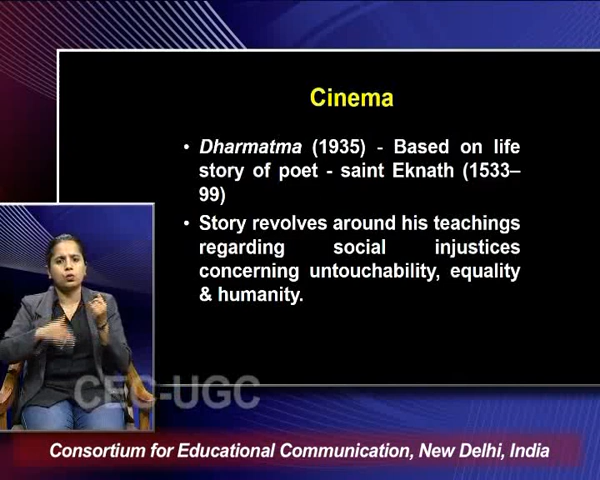 Cinema
• Dharmatma (1935) - Based on life
story of poet - saint Eknath (1533–
99)
• Story revolves around his teachings
regarding social injustices
concerning untouchability, equality
& humanity.
CEC-UGC
Consortium for Educational Communication, New Delhi, India